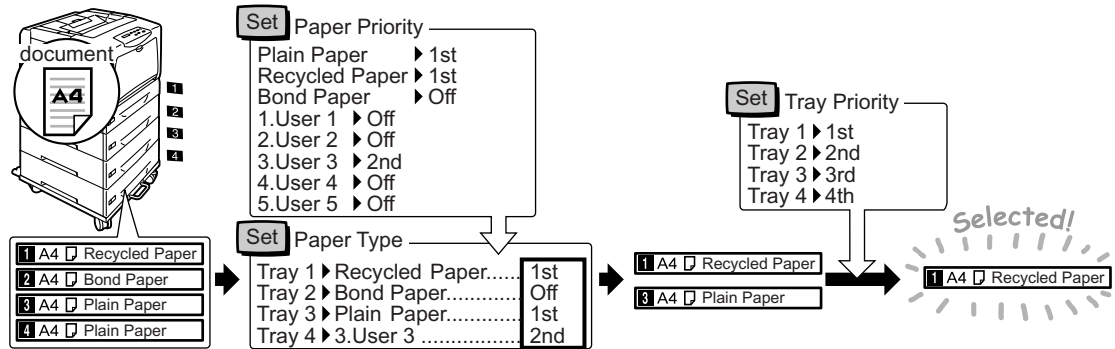 document
A4
1
2
3
4
1 A4 Recycled Paper
2 A4 Bond Paper
3 A4 Plain Paper
4 A4 Plain Paper
Set Paper Priority
Plain Paper 1st
Recycled Paper 1st
Bond Paper Off
1.User 1 Off
2.User 2 Off
3.User 3 2nd
4.User 4 Off
5.User 5 Off
Set Paper Type
Tray 1 Recycled Paper...... 1st
Tray 2 Bond Paper.............. Off
Tray 3 Plain Paper.............. 1st
Tray 4 3.User 3 .................. 2nd
1 A4 Recycled Paper
3 A4 Plain Paper
Set Tray Priority
Tray 1 1st
Tray 2 2nd
Tray 3 3rd
Tray 4 4th
Selected!
1 A4 Recycled Paper